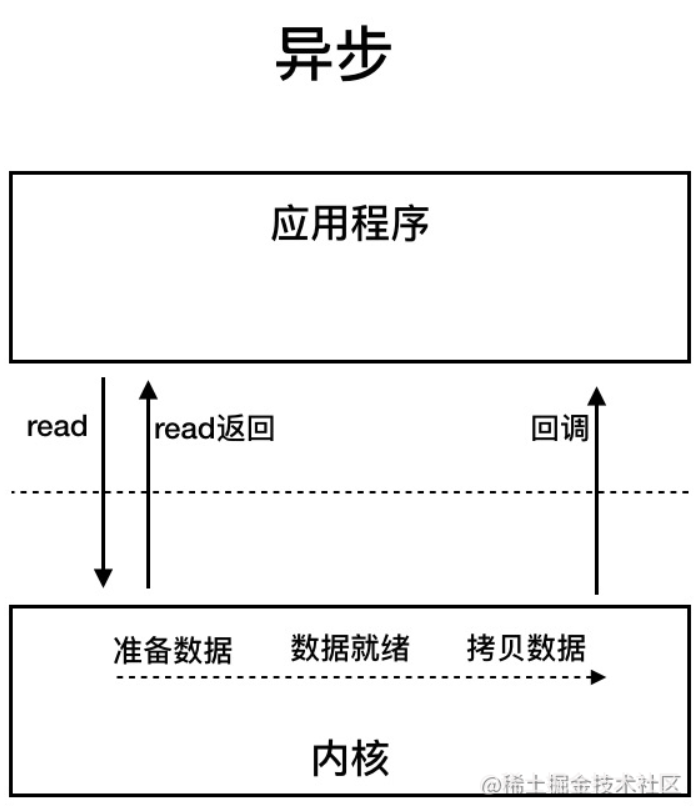 异步
应用程序
read
read返回
回调
准备数据
数据就绪
拷贝数据
内核
@稀土掘金技术社区